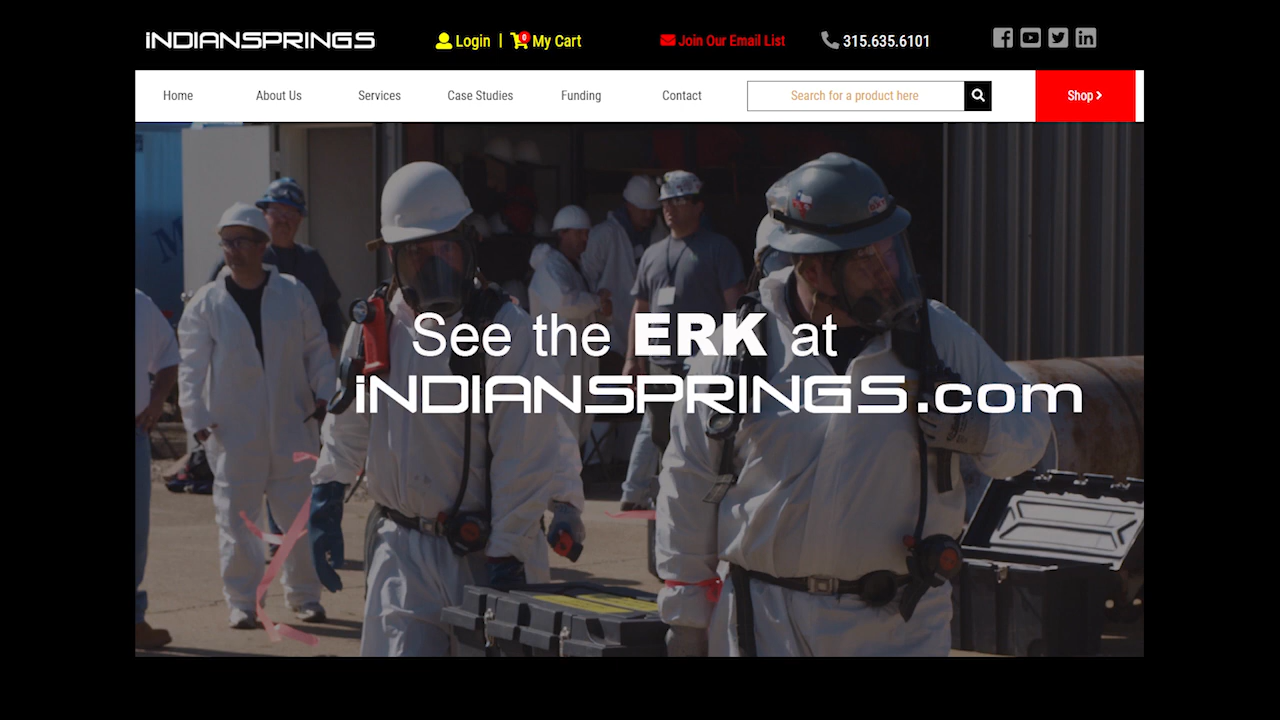 iNDIANSPRINGS
Login | 0 My Cart
Join Our Email List
315.635.6101
Home
About Us
Services
Case Studies
Funding
Contact
Search for a product here
Shop
See the ERK at
iNDIANSPRINGS.com